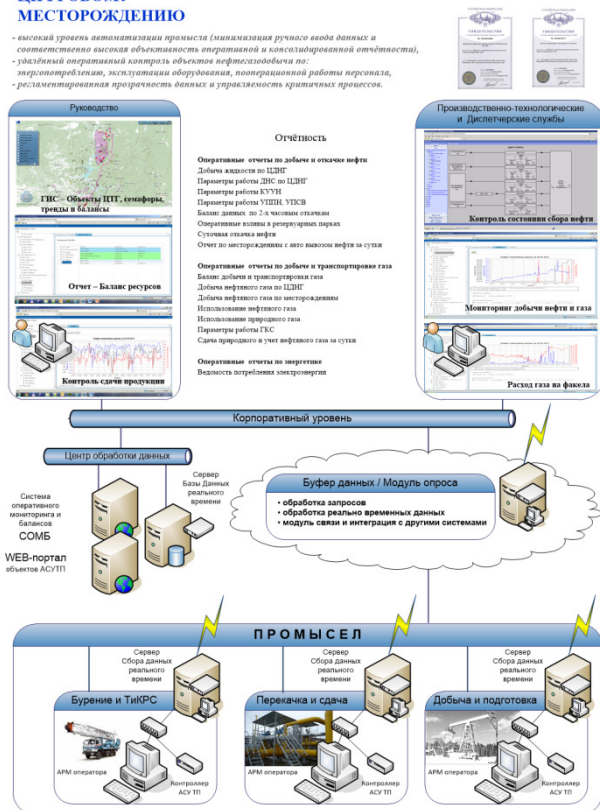 МЕСТОРОЖДЕНИЮ
- высокий уровень автоматизации промысла (минимизация ручного ввода данных и
соответственно высокая объективность оперативной и консолидированной отчётности),
- удалённый оперативный контроль объектов нефтегазодобычи по:
энергопотреблению, эксплуатации оборудования, пооперационной работы персонала,
- регламентированная прозрачность данных и управляемость критичных процессов.
Руководство
ГИС – Объекты ЦТГ, семафоры,
тренды и балансы
Отчет – Баланс ресурсов
Контроль сдачи продукции
Отчётность
Оперативные отчеты по добыче и откачке нефти
Добыча жидкости по ЦДНГ
Параметры работы ДНС по ЦДНГ
Параметры работы КУУН
Параметры работы УППН, УПСВ
Баланс данных по 2-х часовым откачкам
Оперативные взливы в резервуарных парках
Суточная откачка нефти
Отчет по месторождениям с авто вывозом нефти за сутки
Оперативные отчеты по добыче и транспортировке газа
Баланс добычи и транспортировки газа
Добыча нефтяного газа по ЦДНГ
Добыча нефтяного газа по месторождениям
Использование нефтяного газа
Использование природного газа
Параметры работы ГКС
Сдача природного и учет нефтяного газа за сутки
Оперативные отчеты по энергетике
Ведомость потребления электроэнергии
Производственно-технологические
и Диспетчерские службы
Контроль состояния сбора нефти
Мониторинг добычи нефти и газа
Расход газа на факела
Корпоративный уровень
Центр обработки данных
Сервер
Базы Данных
реального
времени
Система
оперативного
мониторинга и
балансов
СОМБ
WEB-портал
объектов АСУТП
Буфер данных / Модуль опроса
• обработка запросов
• обработка реально временных данных
• модуль связи и интеграция с другими системами
ПРОМЫСЕЛ
Сервер
Сбора данных
реального
времени
Бурение и ТиКРС
АРМ оператора
Контроллер
АСУ ТП
Сервер
Сбора данных
реального
времени
Перекачка и сдача
АРМ оператора
Контроллер
АСУ ТП
Сервер
Сбора данных
реального
времени
Добыча и подготовка
АРМ оператора
Контроллер
АСУ ТП